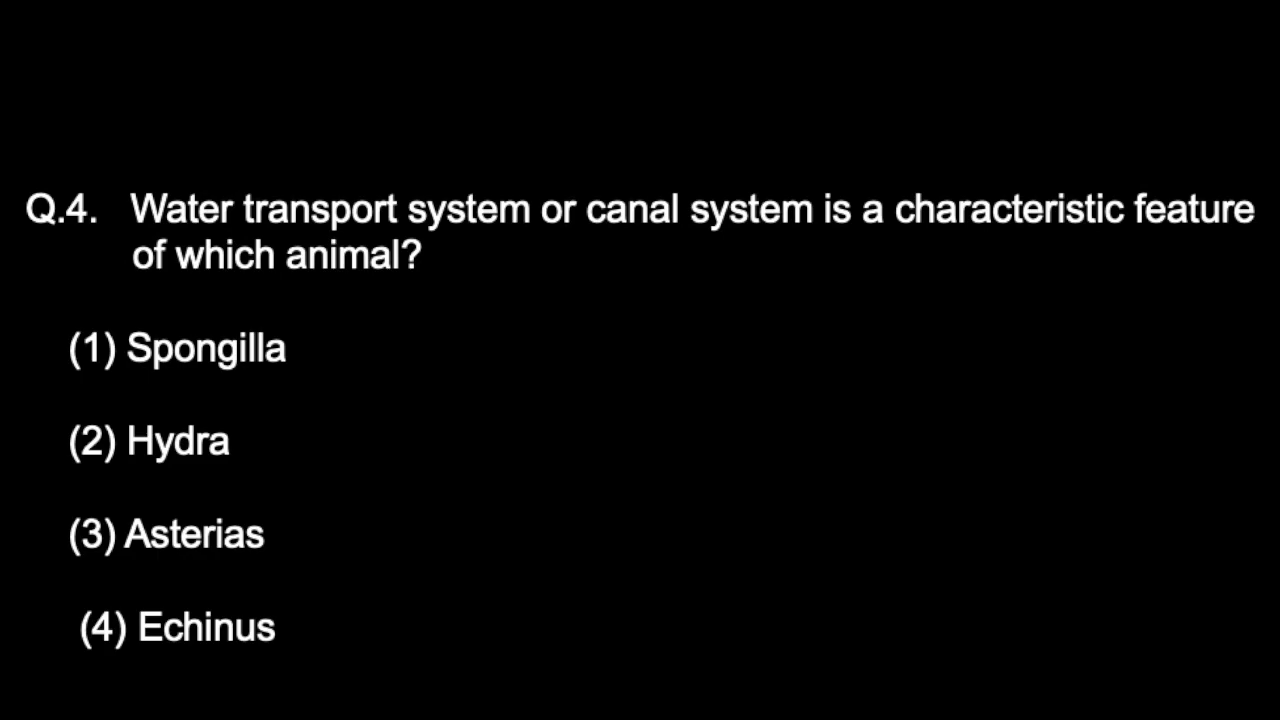 Q.4. Water transport system or canal system is a characteristic feature
of which animal?
(1) Spongilla
(2) Hydra
(3) Asterias
(4) Echinus